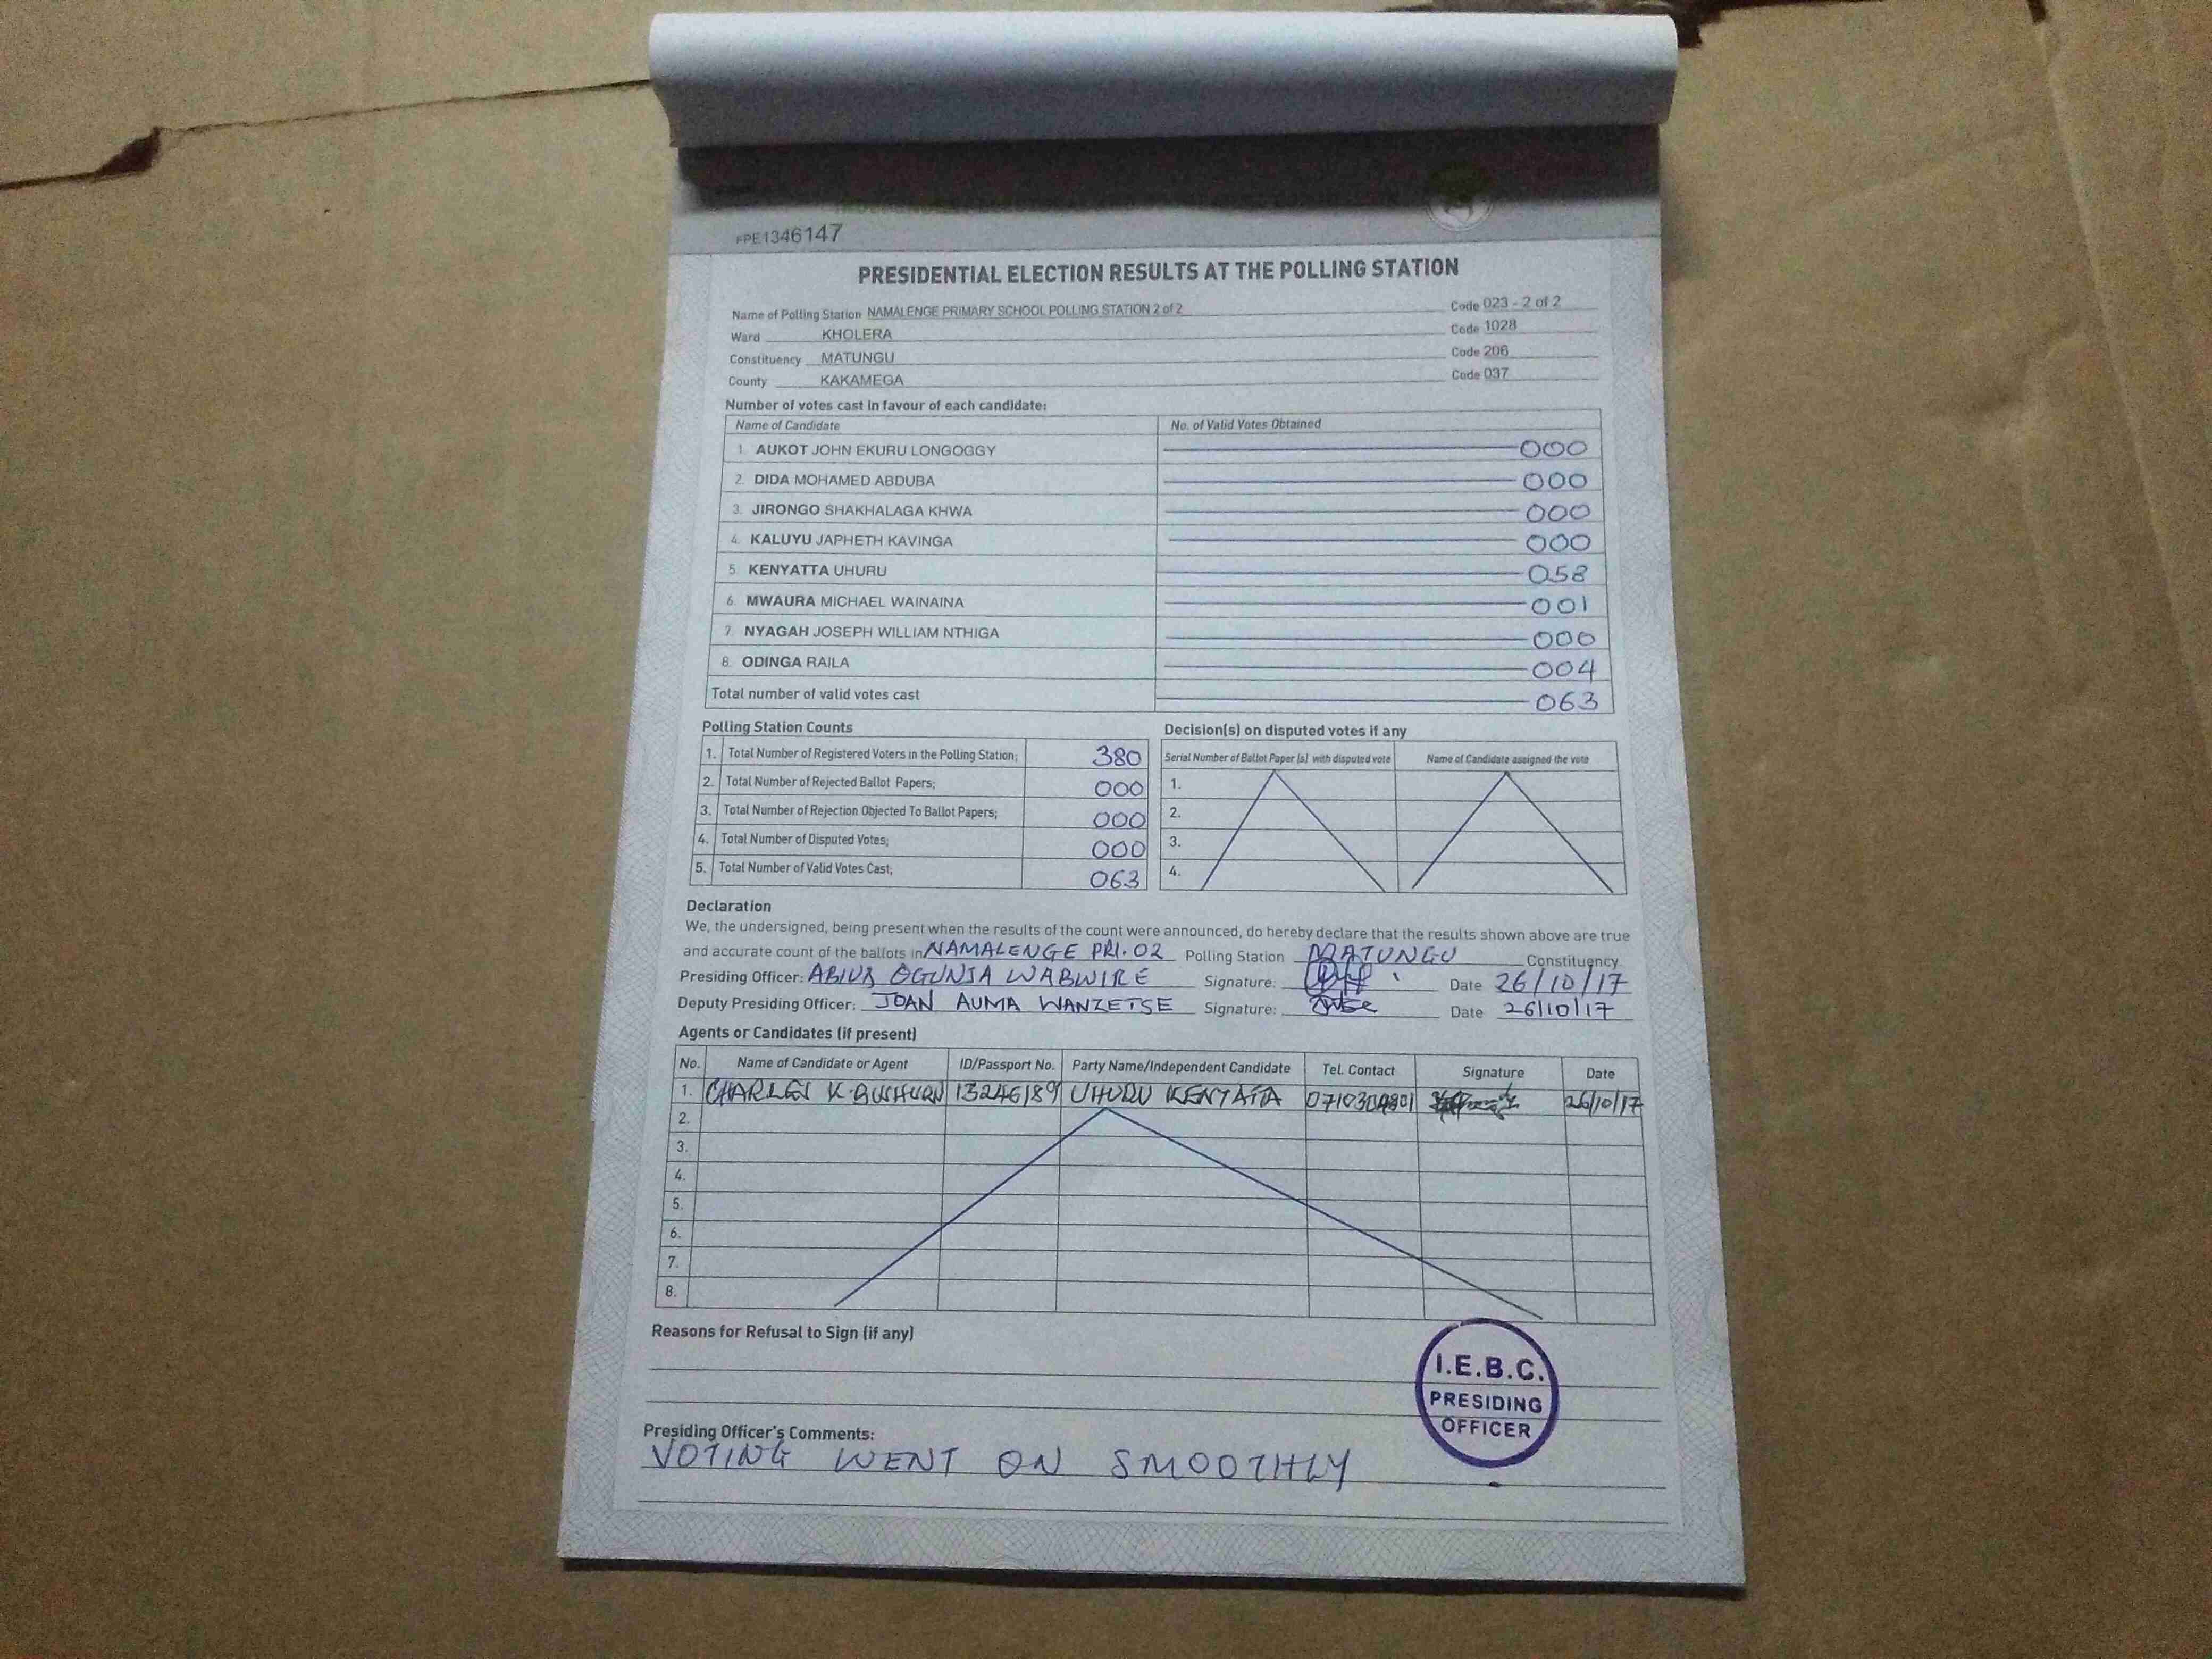 FPE1346147
PRESIDENTIAL ELECTION RESULTS AT THE POLLING STATION
Name of Polling Station NAMALENGE PRIMARY SCHOOL POLLING STATION 2 of 2 Code 023 - 2 of 2
Ward KHOLERA Code 1028
Constituency MATUNGU Code 206
County KAKAMEGA Code 037
Number of votes cast in favour of each candidate:
Name of Candidate No. of Valid Votes Obtained
1. AUKOT JOHN EKURU LONGOGGY 000
2. DIDA MOHAMED ABDUBA 000
3. JIRONGO SHAKHALAGA KHWA 000
4. KALUYU JAPHETH KAVINGA 000
5. KENYATTA UHURU 058
6. MWAURA MICHAEL WAINAINA 001
7. NYAGAH JOSEPH WILLIAM NTHIGA 000
8. ODINGA RAILA 004
Total number of valid votes cast 063
Polling Station Counts Decision(s) on disputed votes if any
Serial Number of Ballot Paper (s) with disputed vote Name of Candidate assigned the vote
1. Total Number of Registered Voters in the Polling Station; 380 1.
2. Total Number of Rejected Ballot Papers; 000 2.
3. Total Number of Rejection Objected To Ballot Papers; 000 3.
4. Total Number of Disputed Votes; 000 4.
5. Total Number of Valid Votes Cast; 063
Declaration
We, the undersigned, being present when the results of the count were announced, do hereby declare that the results shown above are true
and accurate count of the ballots in NAMALENGE PRI. 02 Polling Station MATUNGU Constituency
Presiding Officer: OGUNJA WABWIRE Signature: Date 26/10/17
Deputy Presiding Officer: JOAN AUMA WANZETSE Signature: Date 26/10/17
Agents or Candidates (if present)
No. Name of Candidate or Agent ID/Passport No. Party Name/Independent Candidate Tel. Contact Signature Date
1. CHARLES K. 13246189 UHURU KENYATA 26/10/17
2.
3.
4.
5.
6.
7.
8.
Reasons for Refusal to Sign (if any)
I.E.B.C.
PRESIDING
OFFICER
Presiding Officer's Comments:
VOTING WENT ON SMOOTHLY